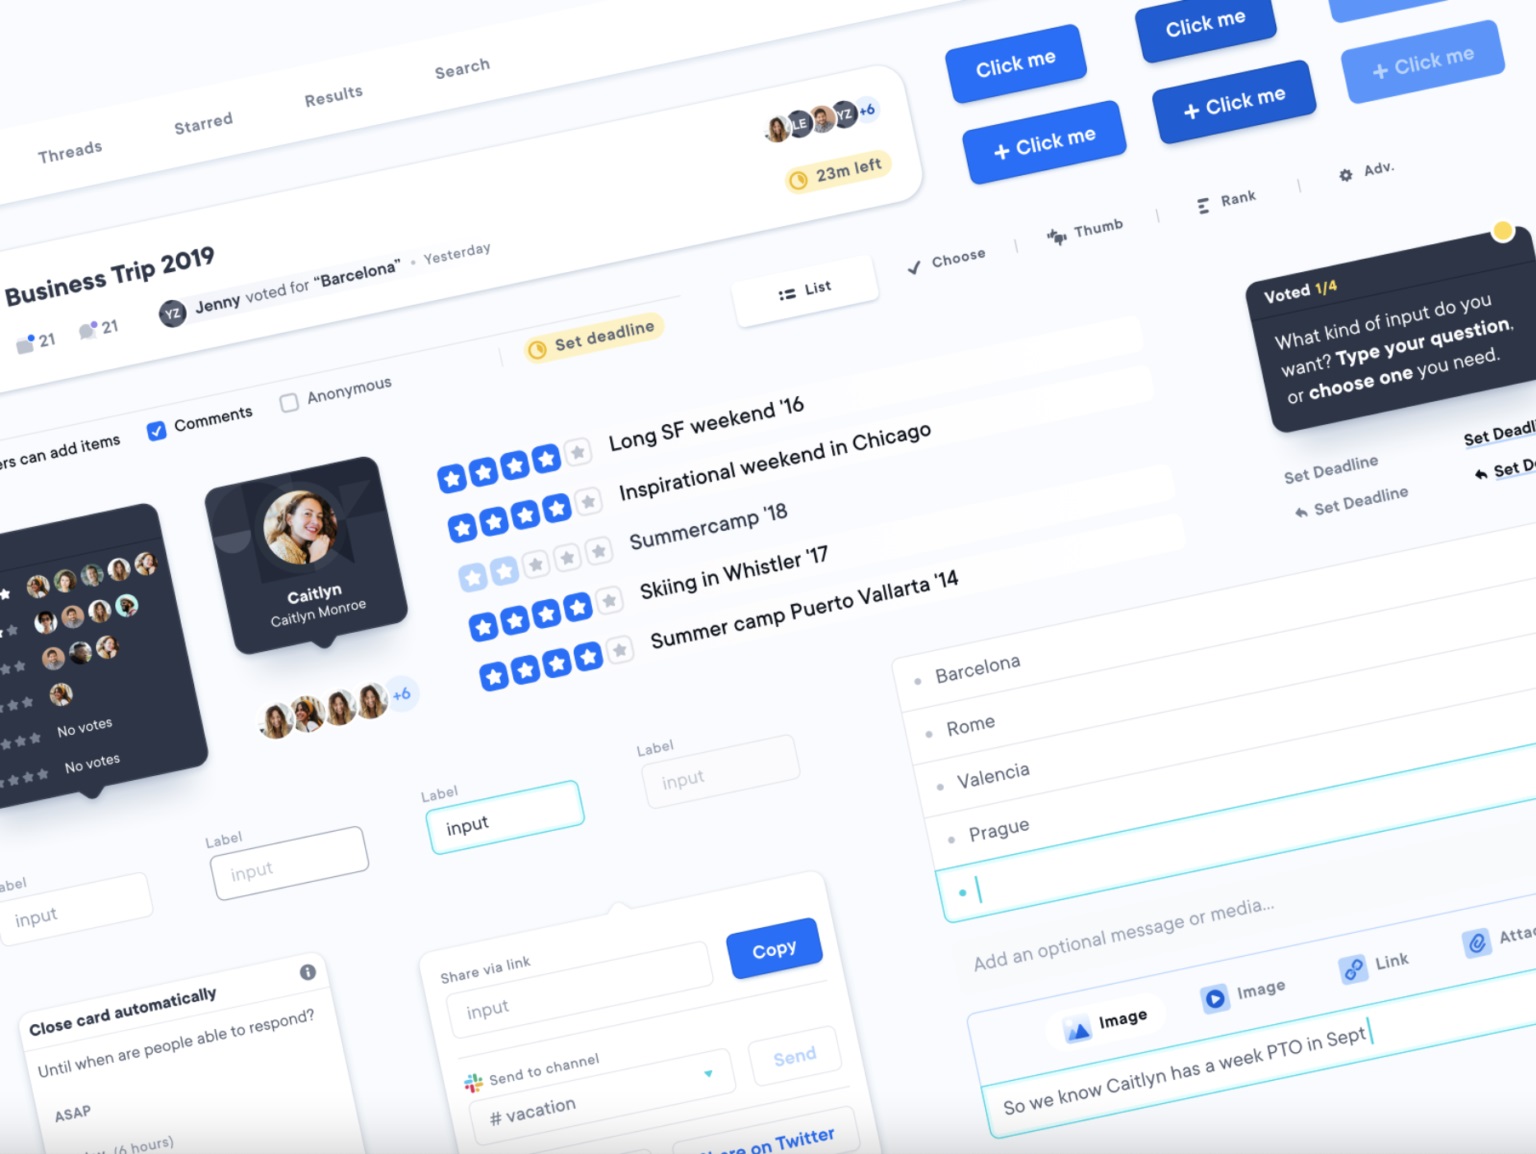 Threads
Starred
Results
Search
LE
YZ
+6
23m left
Business Trip 2019
21
21
YZ
Jenny voted for “Barcelona”
Yesterday
Click me
Click me
+ Click me
+ Click me
+ Click me
List
Choose
Thumb
Rank
Adv.
can add items
Comments
Anonymous
Set deadline
Voted 1/4
What kind of input do you
want? Type your question,
or choose one you need.
Set Deadline
Set Deadline
Set
Set
Long SF weekend '16
Inspirational weekend in Chicago
Summercamp '18
Skiing in Whistler '17
Summer camp Puerto Vallarta '14
No votes
No votes
Caitlyn
Caitlyn Monroe
+6
input
Label
input
Label
input
Label
input
Barcelona
Rome
Valencia
Prague
Add an optional message or media...
Image
Image
Link
So we know Caitlyn has a week PTO in Sept
Close card automatically
Until when are people able to respond?
ASAP
(6 hours)
Share via link
input
Copy
Send to channel
# vacation
Send
on Twitter